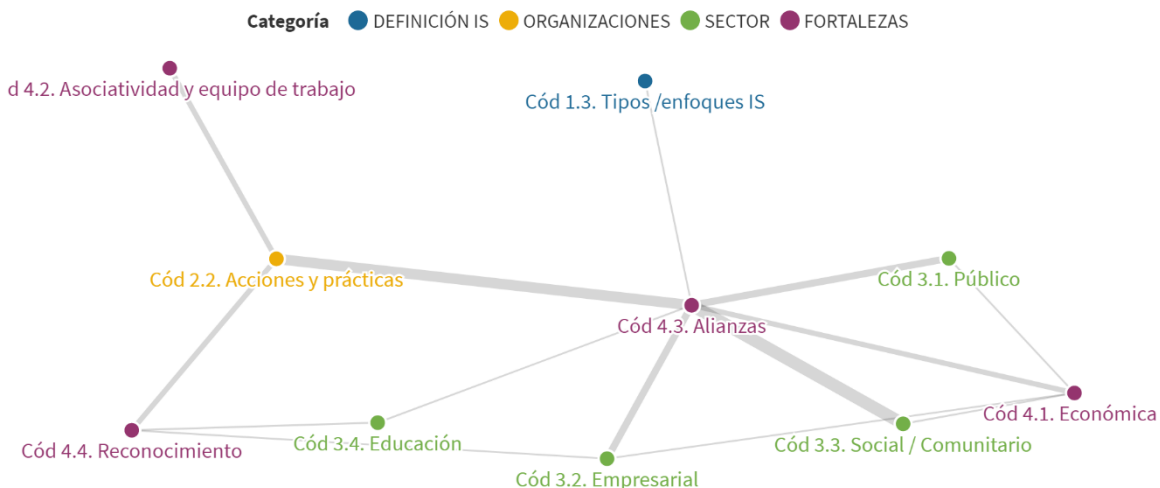 Categoría DEFINICIÓN IS ORGANIZACIONES SECTOR FORTALEZAS
d 4.2. Asociatividad y equipo de trabajo
Cód 1.3. Tipos /enfoques IS
Cód 2.2. Acciones y prácticas
Cód 3.1. Público
Cód 4.3. Alianzas
Cód 4.1. Económica
Cód 4.4. Reconocimiento
Cód 3.4. Educación
Cód 3.3. Social / Comunitario
Cód 3.2. Empresarial